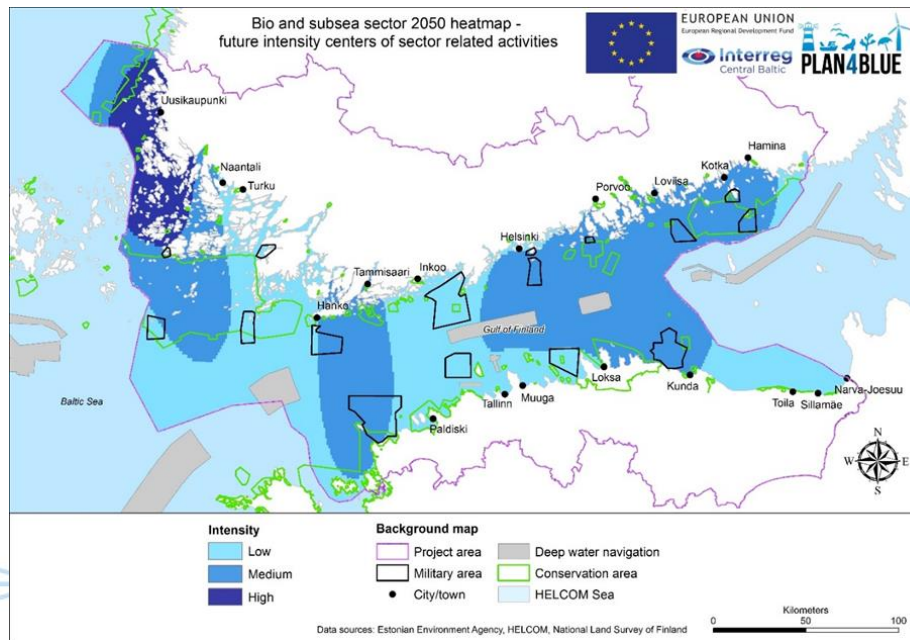 Bio and subsea sector 2050 heatmap -
future intensity centers of sector related activities
EUROPEAN UNION
European Regional Development Fund
Interreg
Central Baltic
PLAN4BLUE
Uusikaupunki
Naantali
Turku
Hamina
Kotka
Loviisa
Porvoo
Helsinki
Inkoo
Tammisaari
Hanko
Gulf of Finland
Baltic Sea
Loksa
Kunda
Narva-Joesuu
Tallinn
Muuga
Toila
Sillamäe
Paldiski
N
W
E
S
Intensity
Low
Medium
High
Background map
Project area
Military area
City/town
Deep water navigation
Conservation area
HELCOM Sea
Kilometers
0
50
100
Data sources: Estonian Environment Agency, HELCOM, National Land Survey of Finland